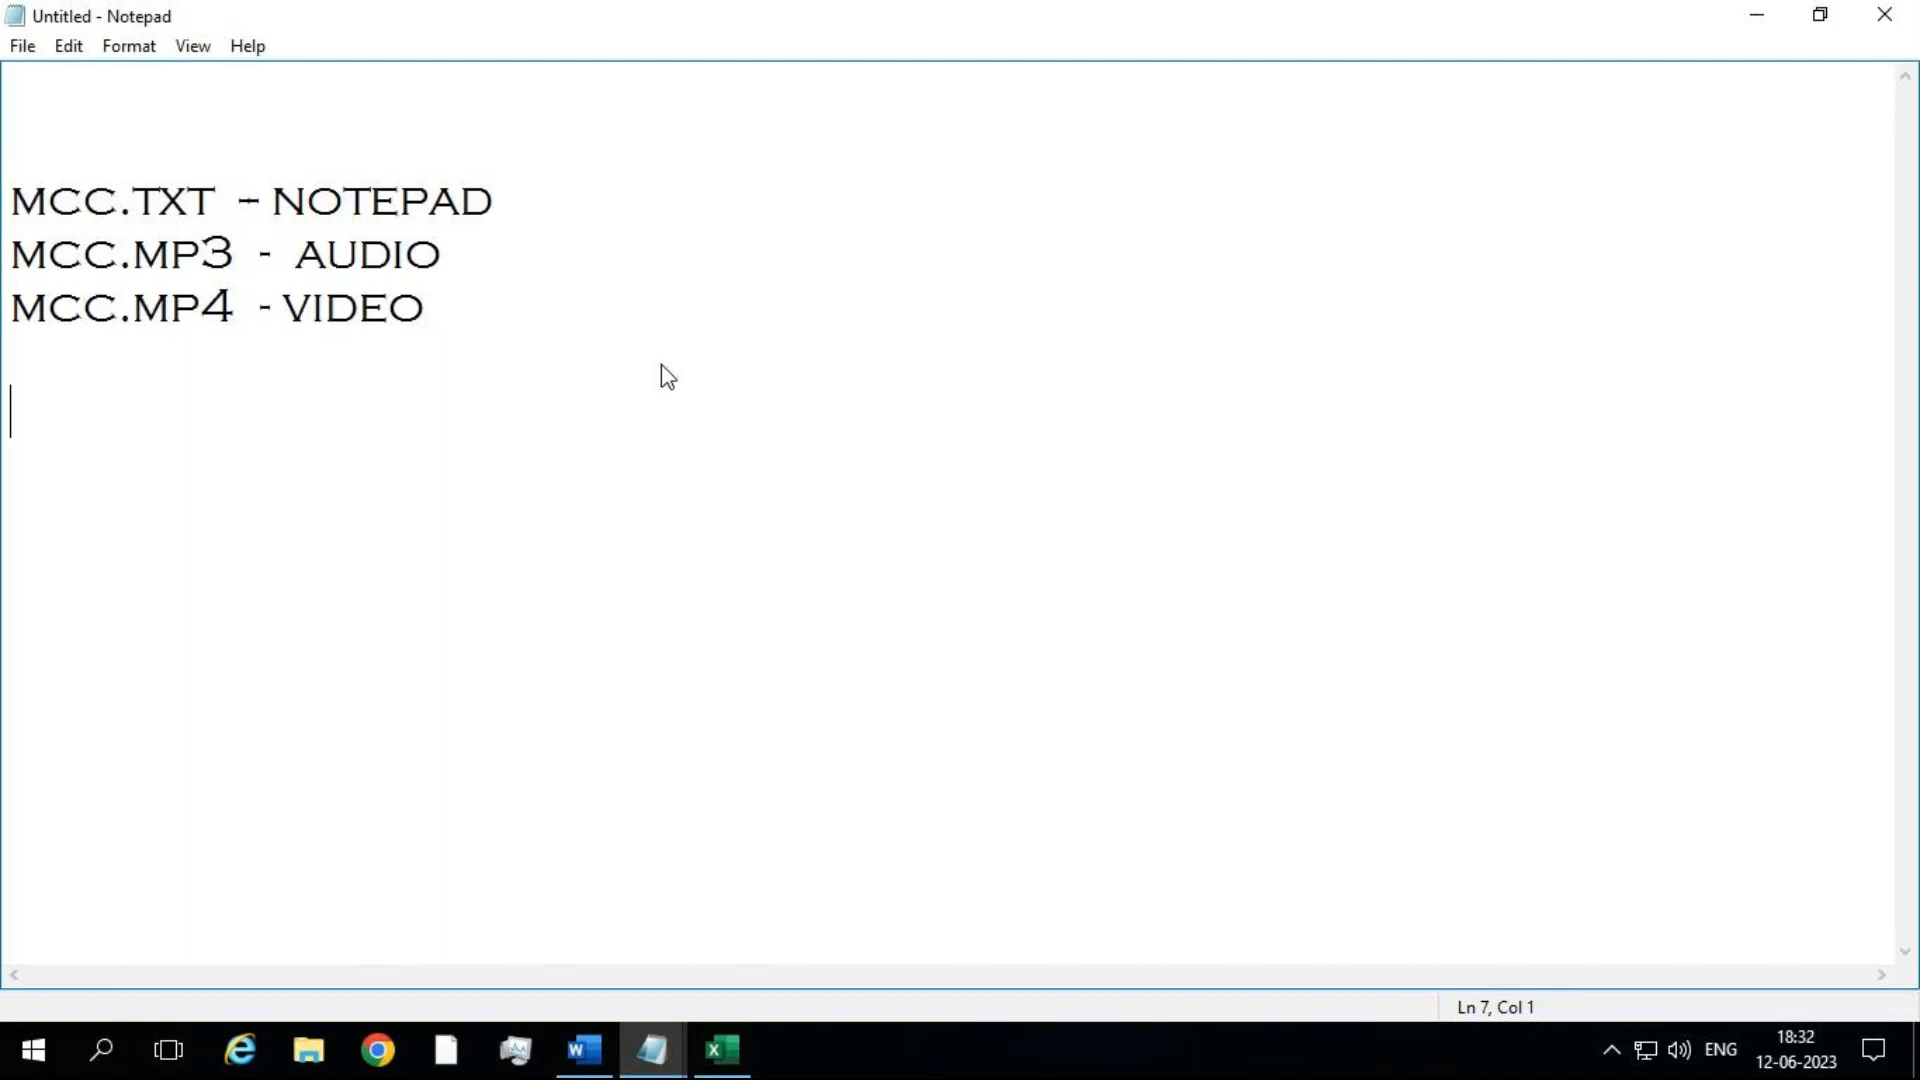 Untitled - Notepad
File Edit Format View Help
MCC.TXT -- NOTEPAD
MCC.MP3 - AUDIO
MCC.MP4 - VIDEO
Ln 7, Col 1
ENG
18:32
12-06-2023